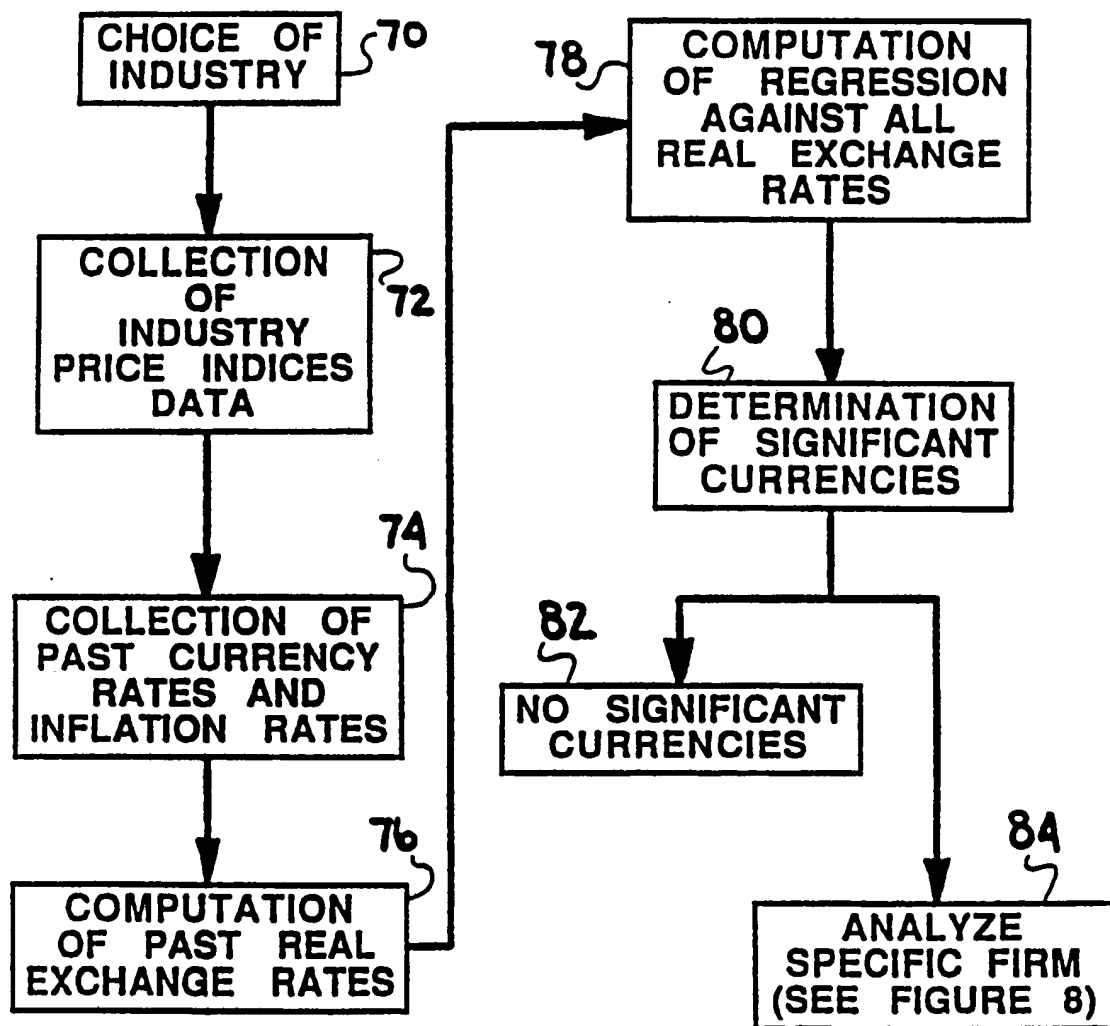 CHOICE OF
INDUSTRY
70
COLLECTION
OF
INDUSTRY
PRICE INDICES
DATA
72
74
COLLECTION OF
PAST CURRENCY
RATES AND
INFLATION RATES
76
COMPUTATION
OF PAST REAL
EXCHANGE RATES
78
COMPUTATION
OF REGRESSION
AGAINST ALL
REAL EXCHANGE
RATES
80
DETERMINATION
OF SIGNIFICANT
CURRENCIES
82
NO SIGNIFICANT
CURRENCIES
84
ANALYZE
SPECIFIC FIRM
(SEE FIGURE 8)